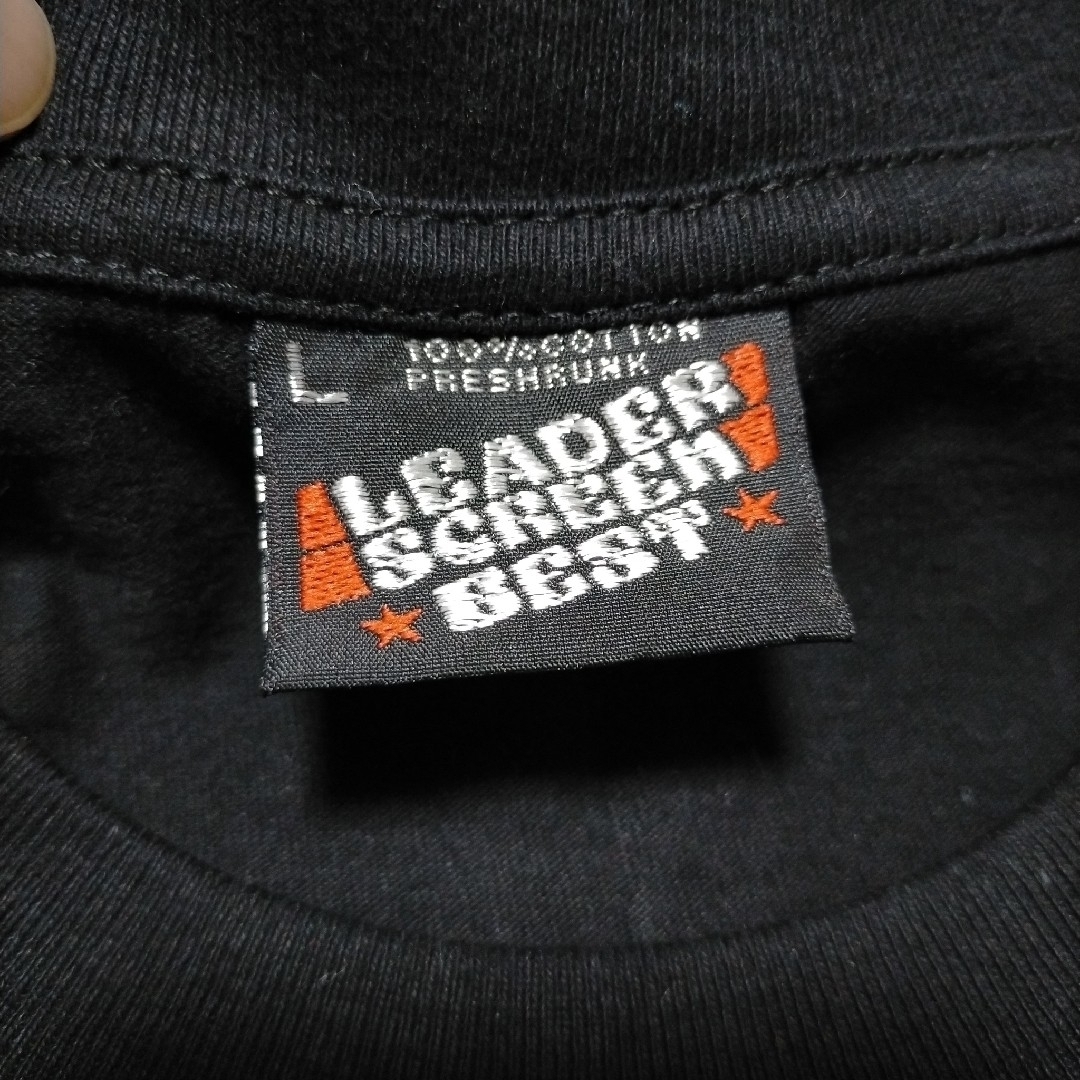 L
100%COTTON
PRESHRUNK
LEADER
SCREEN
BEST